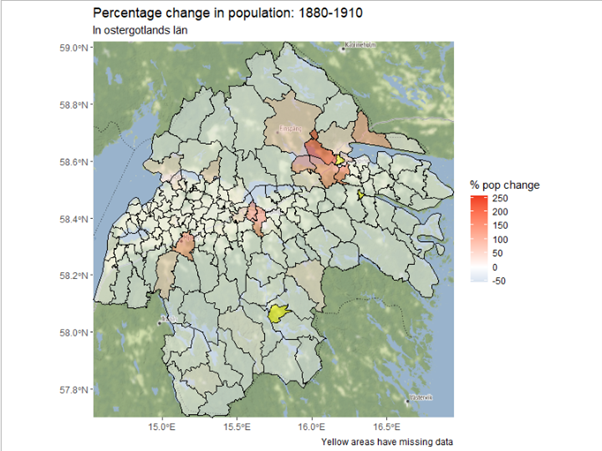 Percentage change in population: 1880-1910
In ostergotlands län
59.0°N
58.8°N
58.6°N
58.4°N
58.2°N
58.0°N
57.8°N
15.0°E 15.5°E 16.0°E 16.5°E
% pop change
250
200
150
100
50
0
-50
Yellow areas have missing data